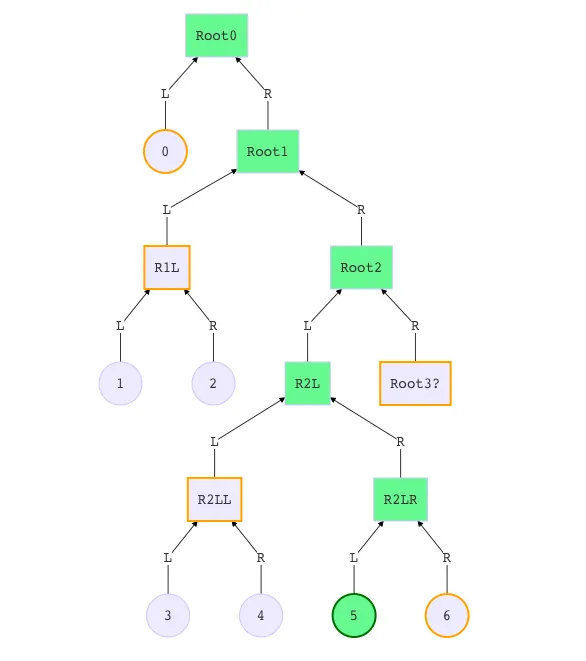 Root0
L R
0 Root1
L R
R1L Root2
L R L R
1 2 R2L Root3?
L R
R2LL R2LR
L R L R
3 4 5 6